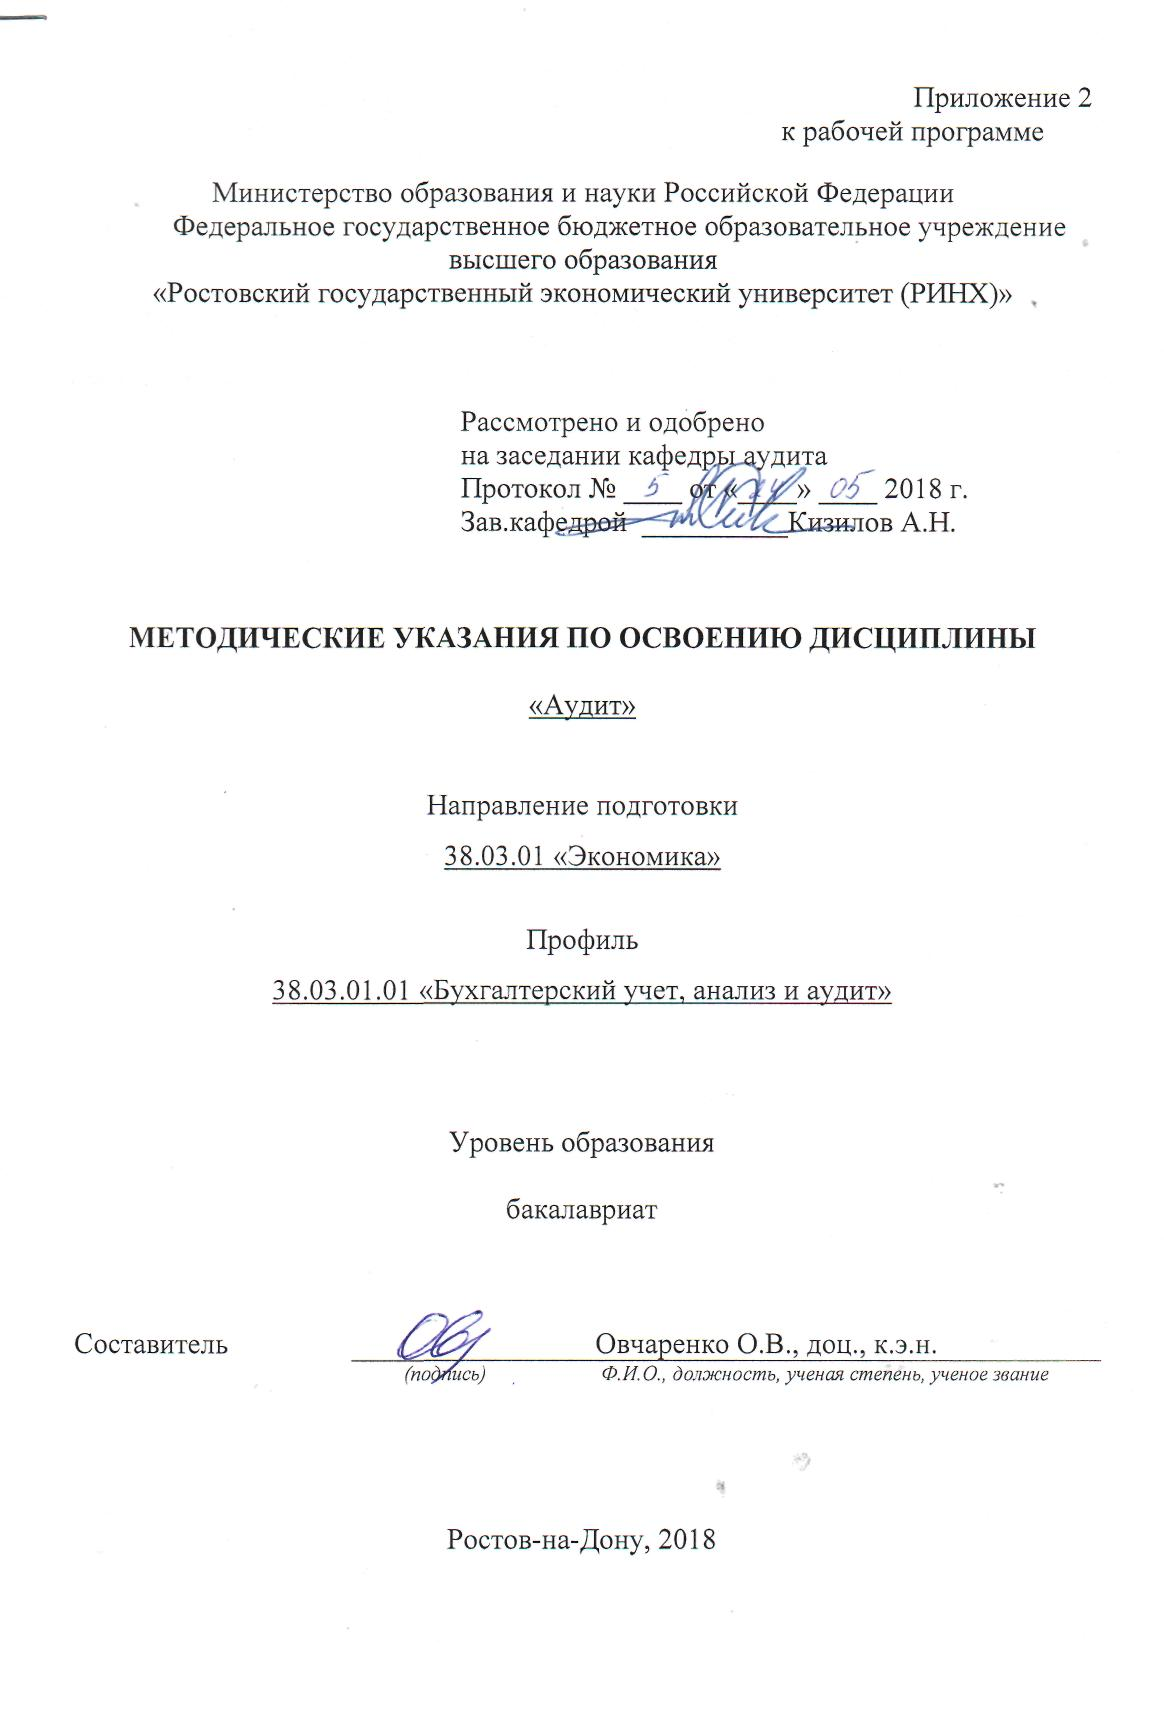 Приложение 2
к рабочей программе
Министерство образования и науки Российской Федерации
Федеральное государственное бюджетное образовательное учреждение
высшего образования
«Ростовский государственный экономический университет (РИНХ)»
Рассмотрено и одобрено
на заседании кафедры аудита
Протокол № 5 от « » 05 2018 г.
Зав.кафедрой Кизилов А.Н.
МЕТОДИЧЕСКИЕ УКАЗАНИЯ ПО ОСВОЕНИЮ ДИСЦИПЛИНЫ
«Аудит»
Направление подготовки
38.03.01 «Экономика»
Профиль
38.03.01.01 «Бухгалтерский учет, анализ и аудит»
Уровень образования
бакалавриат
Составитель Овчаренко О.В., доц., к.э.н.
(подпись) Ф.И.О., должность, ученая степень, ученое звание
Ростов-на-Дону, 2018